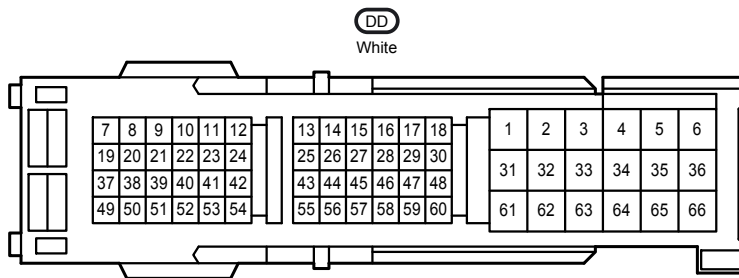 DD
White
7 8 9 10 11 12 13 14 15 16 17 18 1 2 3 4 5 6
19 20 21 22 23 24 25 26 27 28 29 30 31 32 33 34 35 36
37 38 39 40 41 42 43 44 45 46 47 48
49 50 51 52 53 54 55 56 57 58 59 60 61 62 63 64 65 66